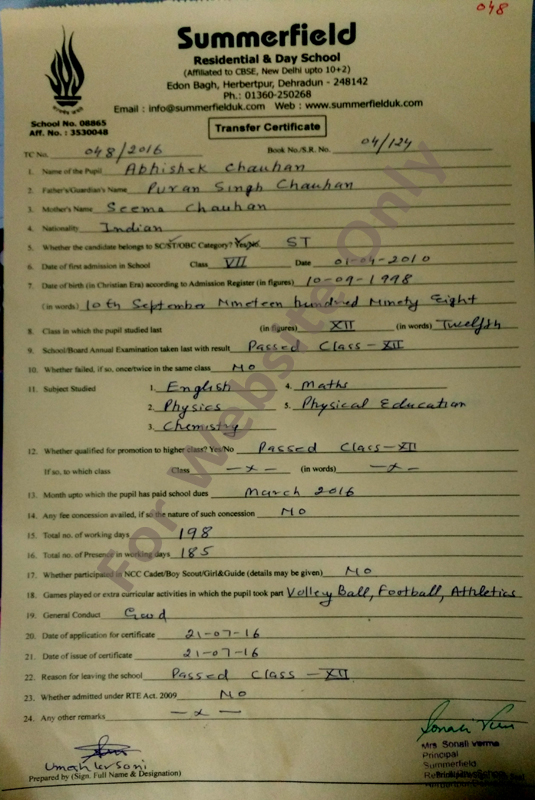 048
Summerfield
Residential & Day School
(Affiliated to CBSE, New Delhi upto 10+2)
Edon Bagh, Herbertpur, Dehradun - 248142
Ph.: 01360-250268
Email : info@summerfielduk.com Web : www.summerfielduk.com
School No. 08865
Aff. No. : 3530048
Transfer Certificate
TC No. 048/2016 Book No./S.R. No. 04/124
1. Name of the Pupil Abhishek Chauhan
2. Father's/Guardian's Name Puran Singh Chauhan
3. Mother's Name Seema Chauhan
4. Nationality Indian
5. Whether the candidate belongs to SC/ST/OBC Category? Yes/No. ST
6. Date of first admission in School Class VII Date 01-04-2010
7. Date of birth (in Christian Era) according to Admission Register (in figures) 10-09-1998
(in words) 10th September Nineteen hundred Ninety Eight
8. Class in which the pupil studied last (in figures) XII (in words) Twelfth
9. School/Board Annual Examination taken last with result Passed Class - XII
10. Whether failed, if so, once/twice in the same class No
11. Subject Studied 1. English 4. Maths
2. Physics 5. Physical Education
3. Chemistry
12. Whether qualified for promotion to higher class? Yes/No Passed Class-XII
If so, to which class Class -x- (in words) -x-
13. Month upto which the pupil has paid school dues March 2016
14. Any fee concession availed, if so the nature of such concession No
15. Total no. of working days 198
16. Total no. of Presence in working days 185
17. Whether participated in NCC Cadet/Boy Scout/Girl&Guide (details may be given) No
18. Games played or extra curricular activities in which the pupil took part Volley Ball, Football, Athletics
19. General Conduct Good
20. Date of application for certificate 21-07-16
21. Date of issue of certificate 21-07-16
22. Reason for leaving the school Passed Class - XII
23. Whether admitted under RTE Act. 2009 No
24. Any other remarks -x-
Prepared by (Sign. Full Name & Designation)
Mrs Sonali Verma
Principal
Summerfield
For Website Only